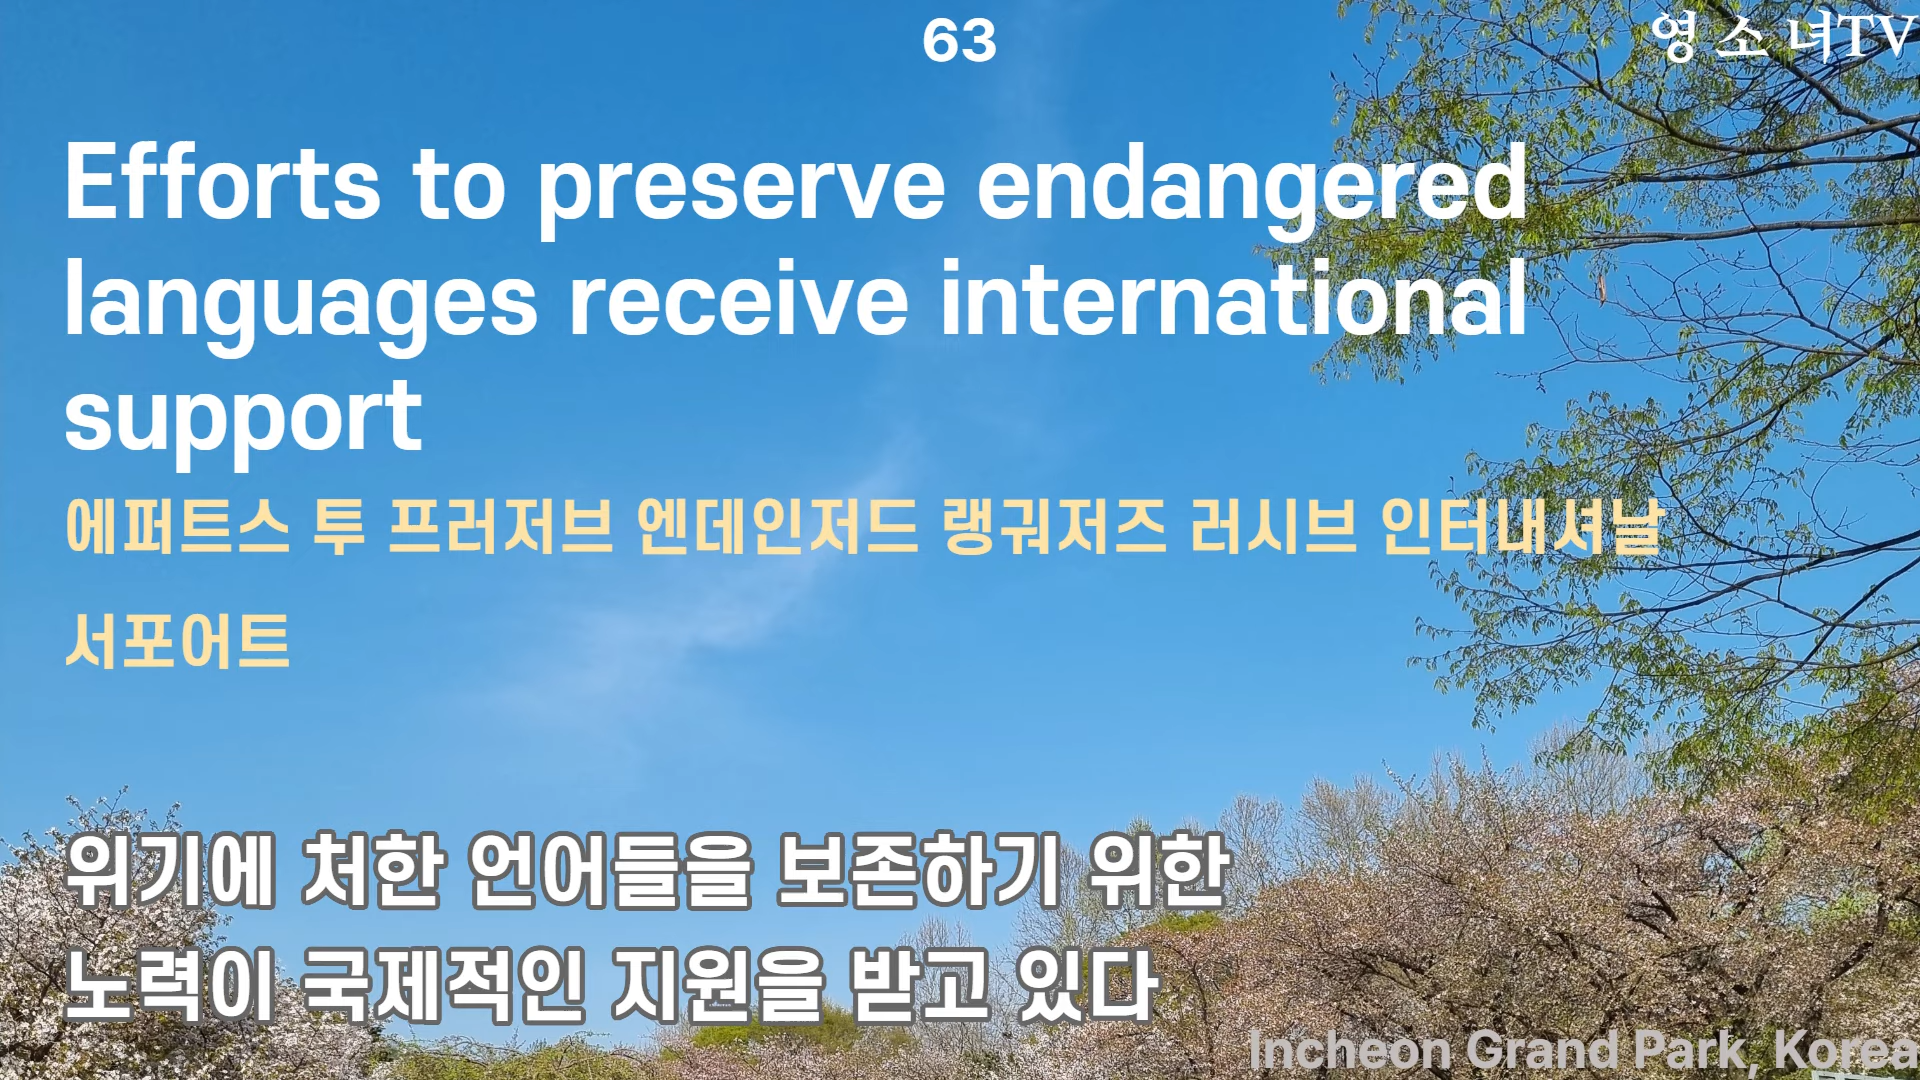 63
영 소 녀TV
Efforts to preserve endangered
languages receive international
support
에퍼트스 투 프러저브 엔데인저드 랭궈저즈 러시브 인터내셔날
서포어트
위기에 처한 언어들을 보존하기 위한
노력이 국제적인 지원을 받고 있다
Incheon Grand Park, Korea